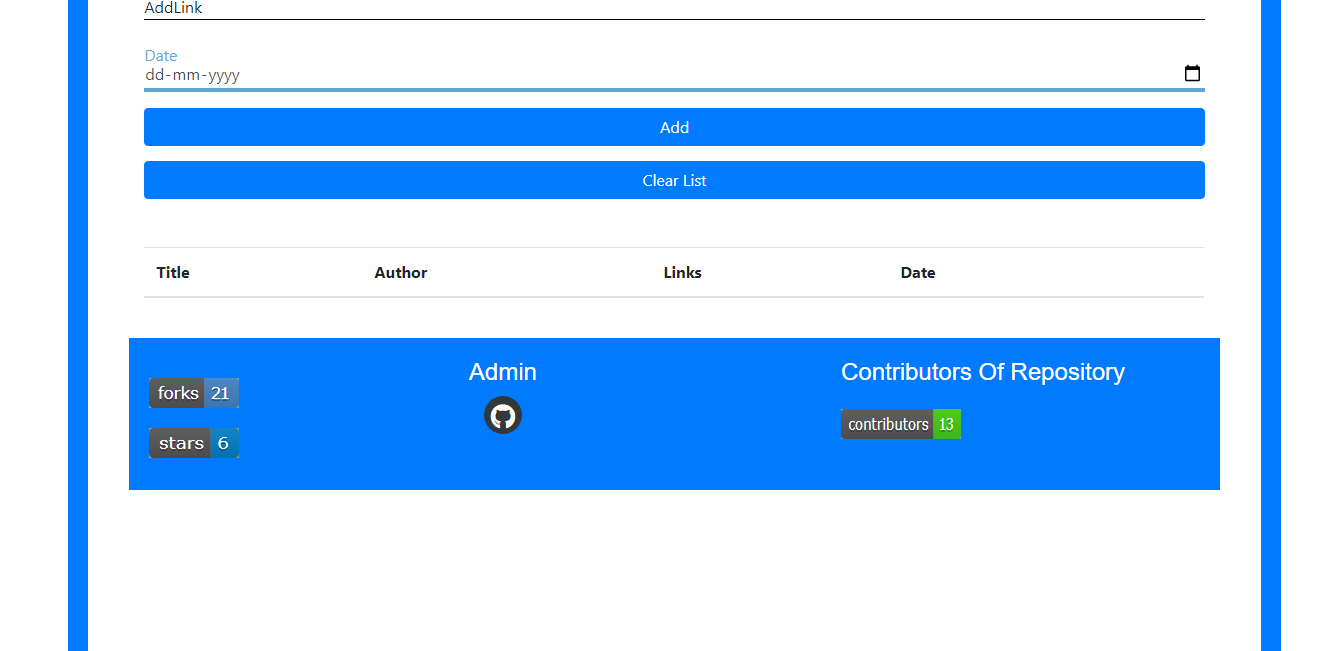 AddLink
Date
dd-mm-yyyy
Add
Clear List
Title Author Links Date
forks 21
stars 6
Admin
Contributors Of Repository
contributors 13